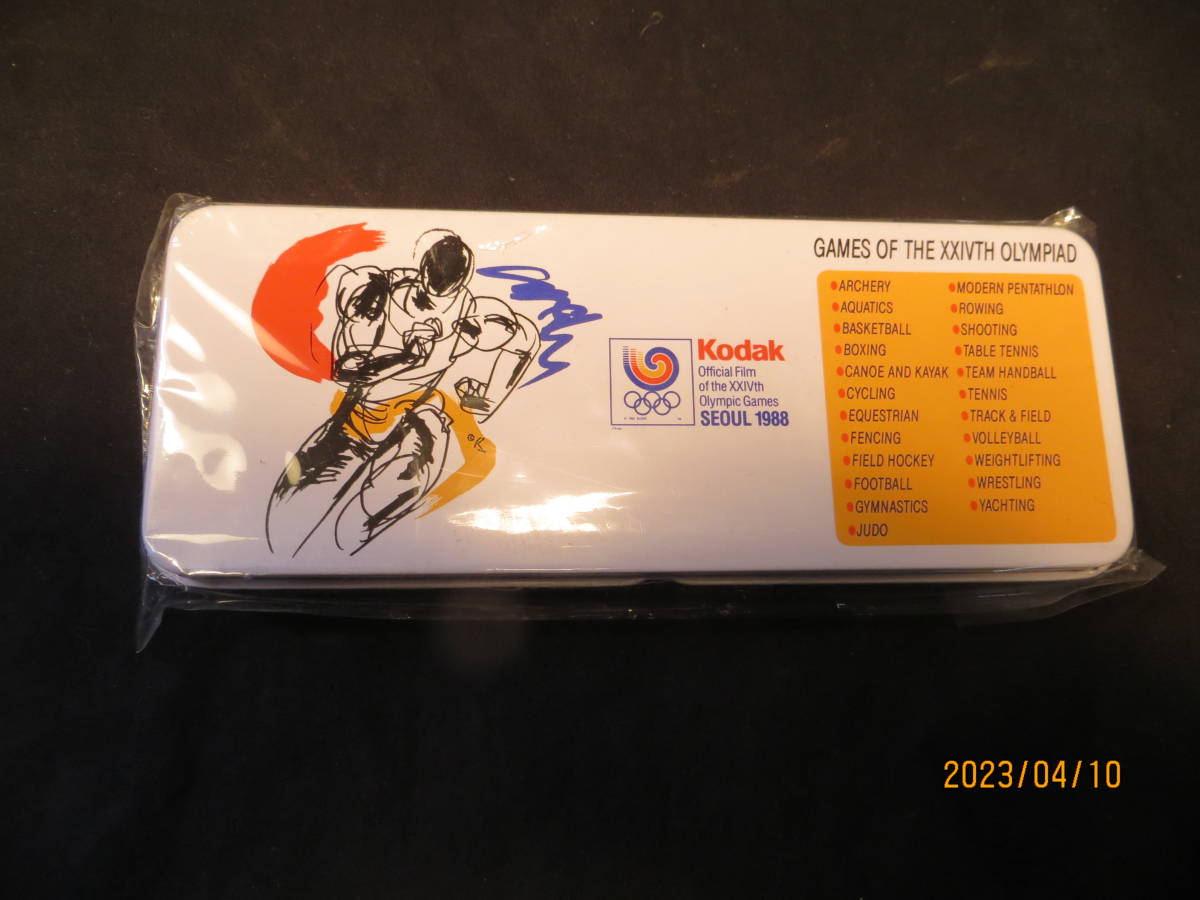 GAMES OF THE XXIVTH OLYMPIAD
ARCHERY
AQUATICS
BASKETBALL
BOXING
CANOE AND KAYAK
CYCLING
EQUESTRIAN
FENCING
FIELD HOCKEY
FOOTBALL
GYMNASTICS
JUDO
MODERN PENTATHLON
ROWING
SHOOTING
TABLE TENNIS
TEAM HANDBALL
TENNIS
TRACK & FIELD
VOLLEYBALL
WEIGHTLIFTING
WRESTLING
YACHTING
Kodak
Official Film
of the XXIVth
Olympic Games
SEOUL 1988
2023/04/10